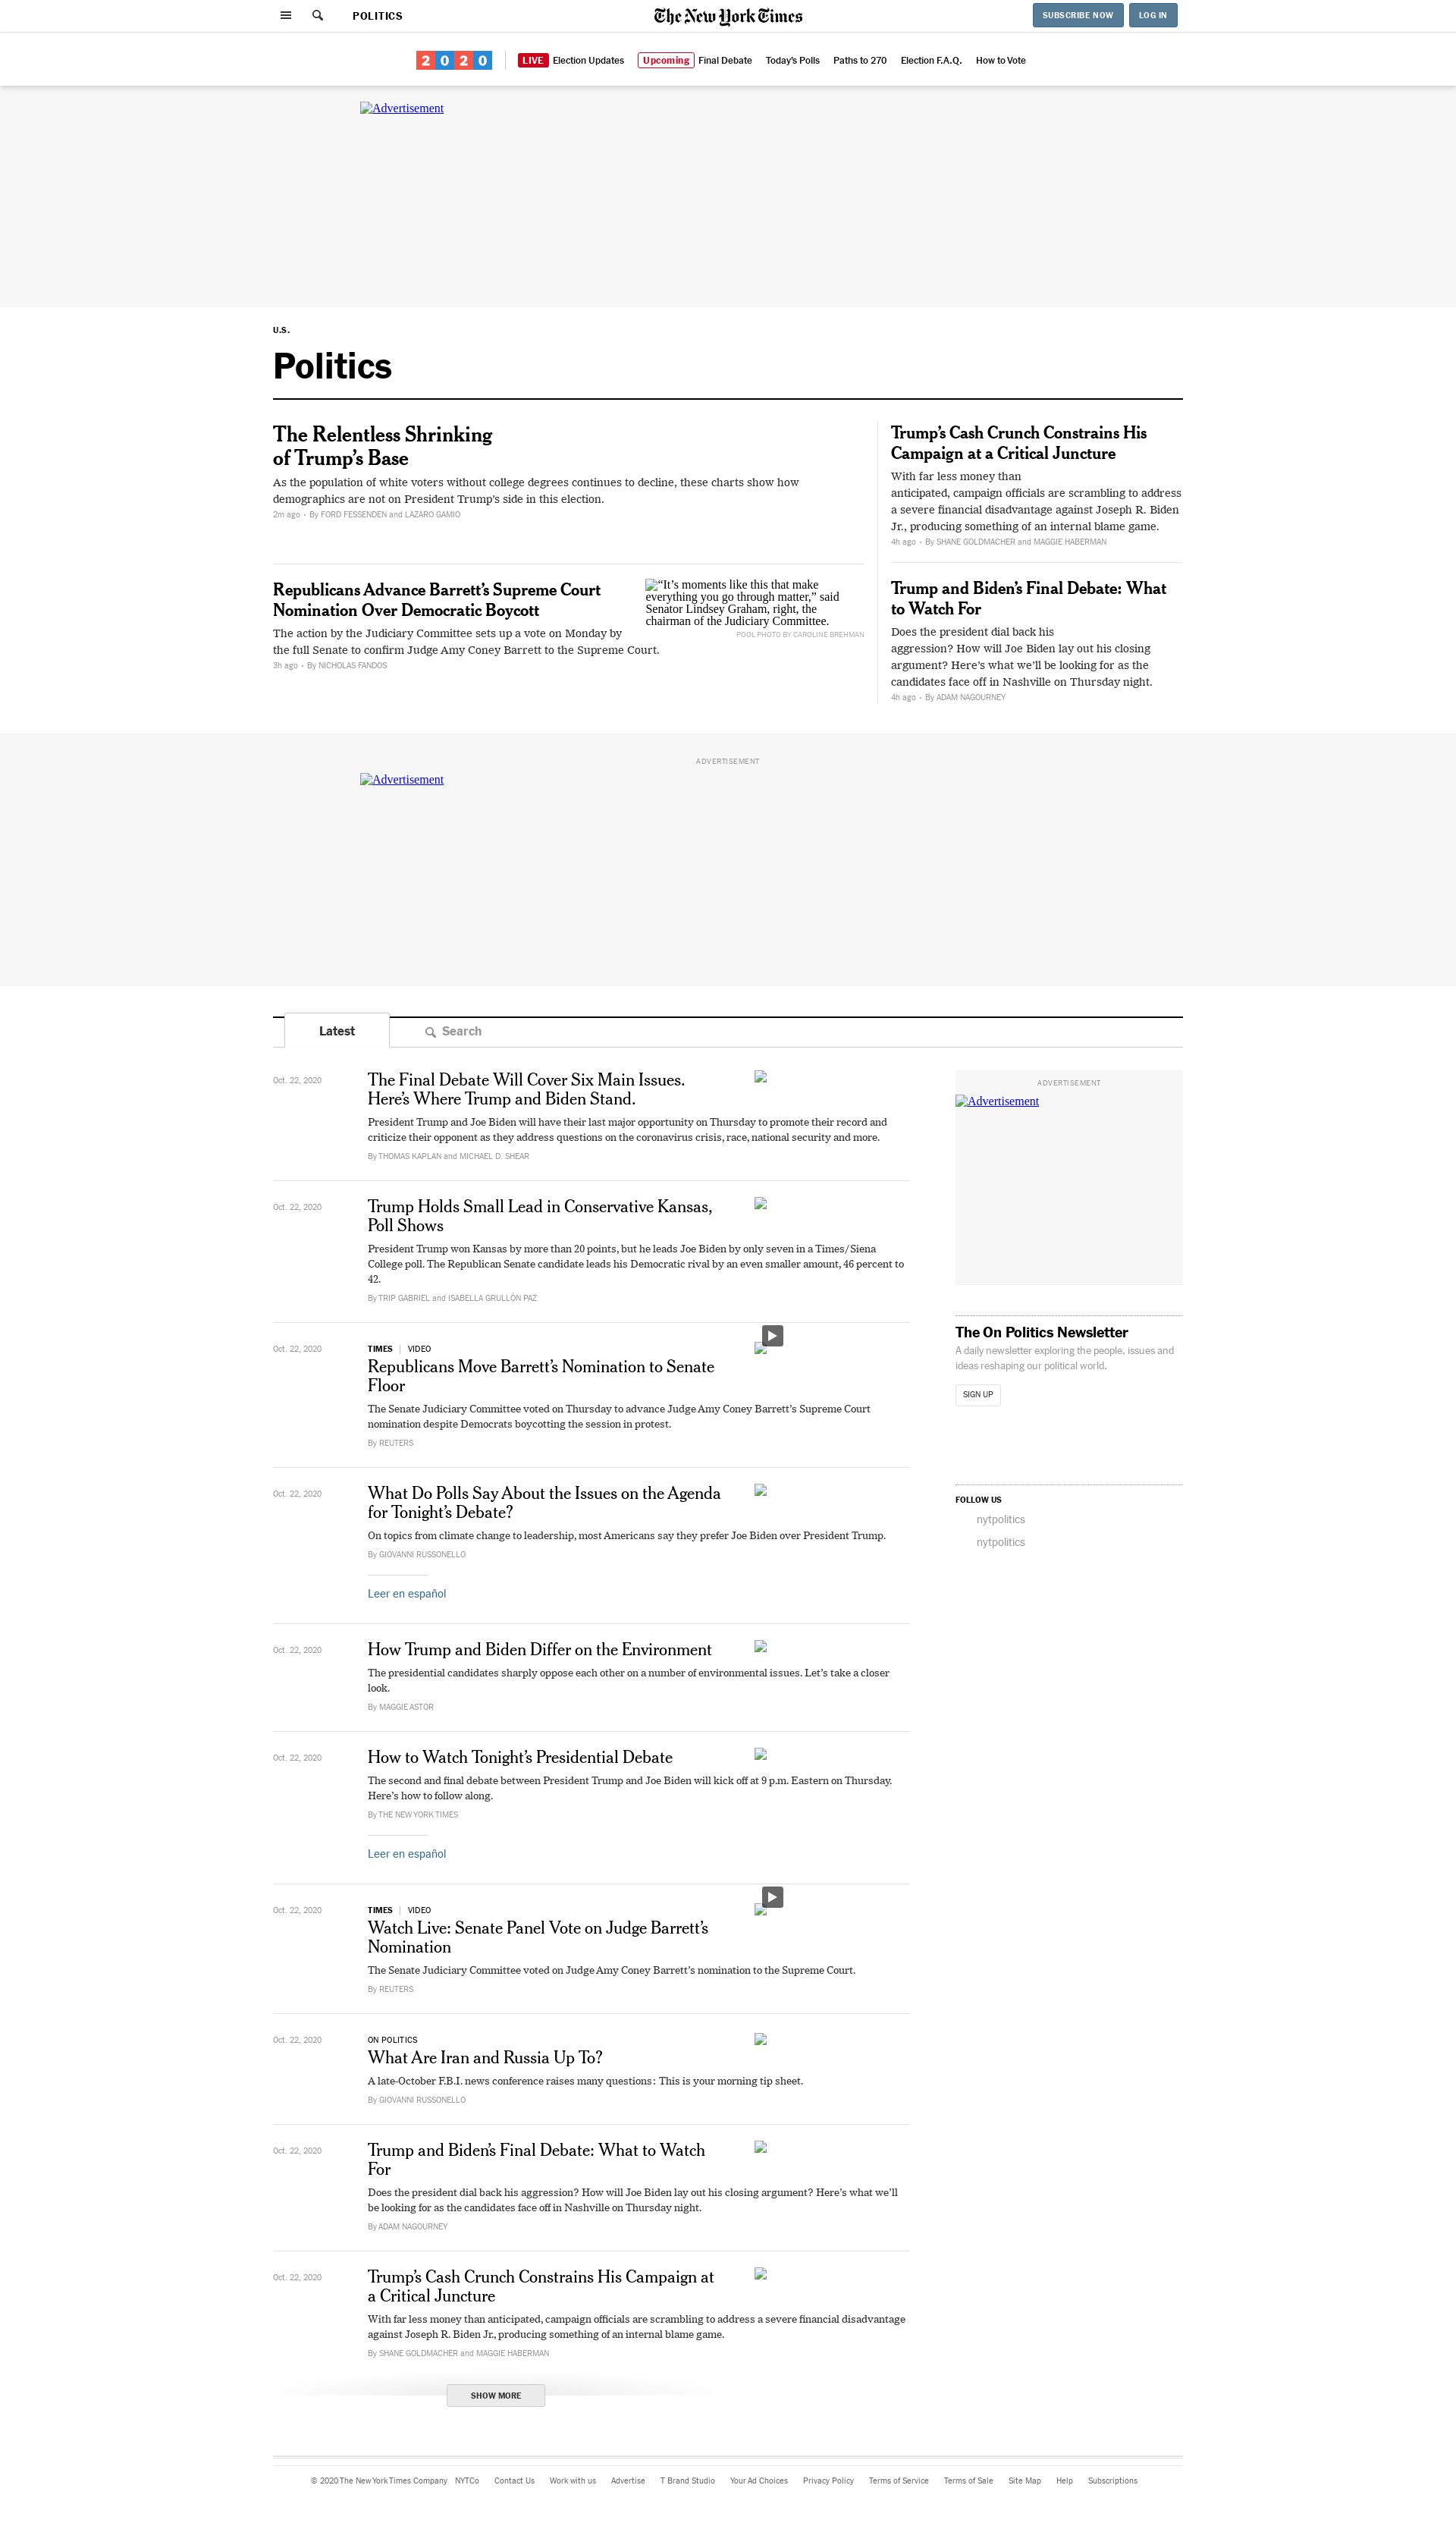 POLITICS
The New York Times
SUBSCRIBE NOW
LOG IN
2020
LIVE Election Updates
Upcoming Final Debate
Today's Polls
Paths to 270
Election F.A.Q.
How to Vote
Advertisement
U.S.
Politics
The Relentless Shrinking
of Trump's Base
As the population of white voters without college degrees continues to decline, these charts show how
demographics are not on President Trump's side in this election.
2m ago • By FORD FESSENDEN and LAZARO GAMIO
Republicans Advance Barrett's Supreme Court
Nomination Over Democratic Boycott
The action by the Judiciary Committee sets up a vote on Monday by
the full Senate to confirm Judge Amy Coney Barrett to the Supreme Court.
3h ago • By NICHOLAS FANDOS
“It's moments like this that make
everything you go through matter,” said
Senator Lindsey Graham, right, the
chairman of the Judiciary Committee.
POOL PHOTO BY CAROLINE BREHMAN
Trump's Cash Crunch Constrains His
Campaign at a Critical Juncture
With far less money than
anticipated, campaign officials are scrambling to address
a severe financial disadvantage against Joseph R. Biden
Jr., producing something of an internal blame game.
4h ago • By SHANE GOLDMACHER and MAGGIE HABERMAN
Trump and Biden's Final Debate: What
to Watch For
Does the president dial back his
aggression? How will Joe Biden lay out his closing
argument? Here's what we'll be looking for as the
candidates face off in Nashville on Thursday night.
4h ago • By ADAM NAGOURNEY
ADVERTISEMENT
Advertisement
Latest
Search
Oct. 22, 2020
The Final Debate Will Cover Six Main Issues.
Here's Where Trump and Biden Stand.
President Trump and Joe Biden will have their last major opportunity on Thursday to promote their record and
criticize their opponent as they address questions on the coronavirus crisis, race, national security and more.
By THOMAS KAPLAN and MICHAEL D. SHEAR
Oct. 22, 2020
Trump Holds Small Lead in Conservative Kansas,
Poll Shows
President Trump won Kansas by more than 20 points, but he leads Joe Biden by only seven in a Times/Siena
College poll. The Republican Senate candidate leads his Democratic rival by an even smaller amount, 46 percent to
42.
By TRIP GABRIEL and ISABELLA GRULLÓN PAZ
Oct. 22, 2020
TIMES | VIDEO
Republicans Move Barrett's Nomination to Senate
Floor
The Senate Judiciary Committee voted on Thursday to advance Judge Amy Coney Barrett's Supreme Court
nomination despite Democrats boycotting the session in protest.
By REUTERS
Oct. 22, 2020
What Do Polls Say About the Issues on the Agenda
for Tonight's Debate?
On topics from climate change to leadership, most Americans say they prefer Joe Biden over President Trump.
By GIOVANNI RUSSONELLO
Leer en español
Oct. 22, 2020
How Trump and Biden Differ on the Environment
The presidential candidates sharply oppose each other on a number of environmental issues. Let's take a closer
look.
By MAGGIE ASTOR
Oct. 22, 2020
How to Watch Tonight's Presidential Debate
The second and final debate between President Trump and Joe Biden will kick off at 9 p.m. Eastern on Thursday.
Here's how to follow along.
By THE NEW YORK TIMES
Leer en español
Oct. 22, 2020
TIMES | VIDEO
Watch Live: Senate Panel Vote on Judge Barrett's
Nomination
The Senate Judiciary Committee voted on Judge Amy Coney Barrett's nomination to the Supreme Court.
By REUTERS
Oct. 22, 2020
ON POLITICS
What Are Iran and Russia Up To?
A late-October F.B.I. news conference raises many questions: This is your morning tip sheet.
By GIOVANNI RUSSONELLO
Oct. 22, 2020
Trump and Biden's Final Debate: What to Watch
For
Does the president dial back his aggression? How will Joe Biden lay out his closing argument? Here's what we'll
be looking for as the candidates face off in Nashville on Thursday night.
By ADAM NAGOURNEY
Oct. 22, 2020
Trump's Cash Crunch Constrains His Campaign at
a Critical Juncture
With far less money than anticipated, campaign officials are scrambling to address a severe financial disadvantage
against Joseph R. Biden Jr., producing something of an internal blame game.
By SHANE GOLDMACHER and MAGGIE HABERMAN
SHOW MORE
ADVERTISEMENT
Advertisement
The On Politics Newsletter
A daily newsletter exploring the people, issues and
ideas reshaping our political world.
SIGN UP
FOLLOW US
nytpolitics
nytpolitics
© 2020 The New York Times Company NYTCo Contact Us Work with us Advertise T Brand Studio Your Ad Choices Privacy Policy Terms of Service Terms of Sale Site Map Help Subscriptions